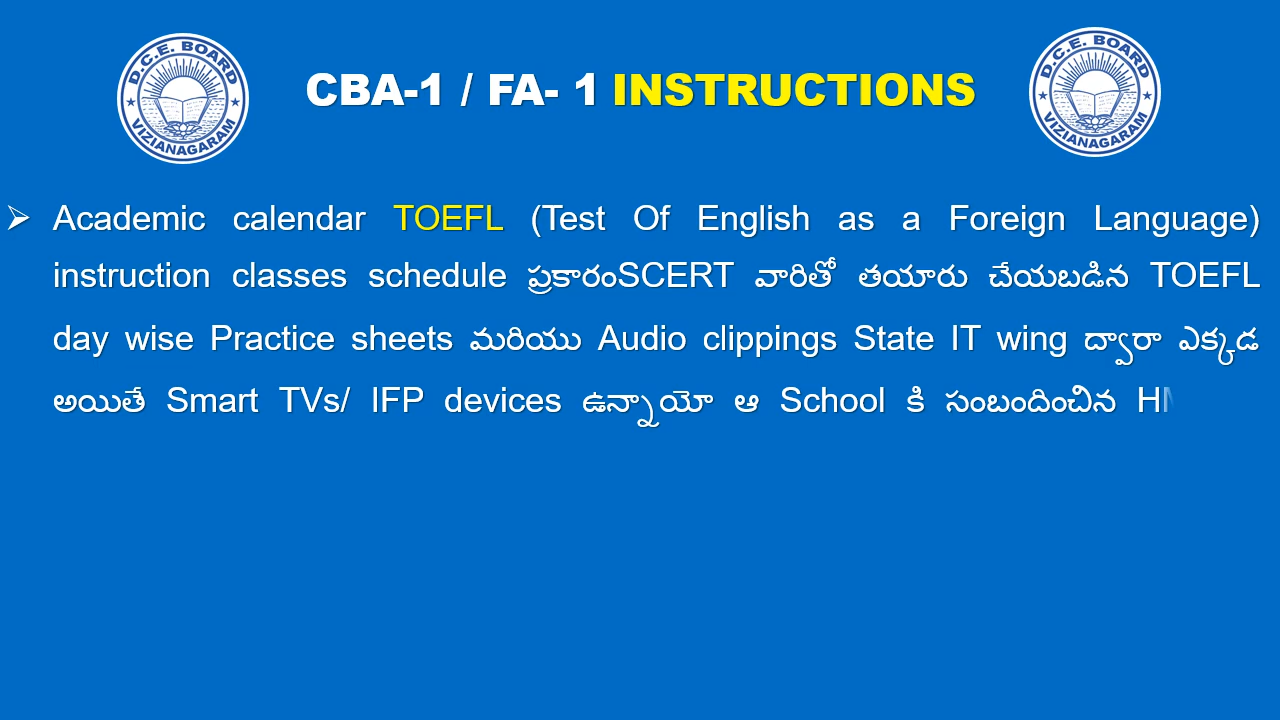 D.C.E. BOARD
VIZIANAGARAM
CBA-1 / FA- 1 INSTRUCTIONS
D.C.E. BOARD
VIZIANAGARAM
Academic calendar TOEFL (Test Of English as a Foreign Language)
instruction classes schedule ప్రకారంSCERT వారితో తయారు చేయబడిన TOEFL
day wise Practice sheets మరియు Audio clippings State IT wing ద్వారా ఎక్కడ
అయితే Smart TVs/ IFP devices ఉన్నాయో ఆ School కి సంబందించిన